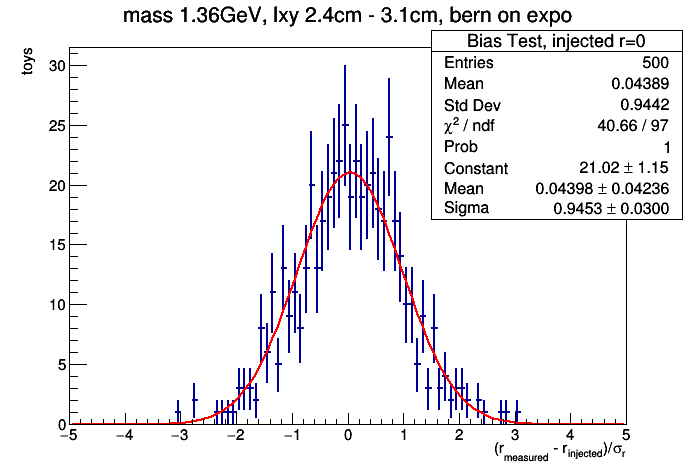 mass 1.36GeV, lxy 2.4cm - 3.1cm, bern on expo
toys
Bias Test, injected r=0
Entries 500
Mean 0.04389
Std Dev 0.9442
χ² / ndf 40.66 / 97
Prob 1
Constant 21.02 ± 1.15
Mean 0.04398 ± 0.04236
Sigma 0.9453 ± 0.0300
30
25
20
15
10
5
0
−5 −4 −3 −2 −1 0 1 2 3 4 5
(r_measured - r_injected)/σ_r